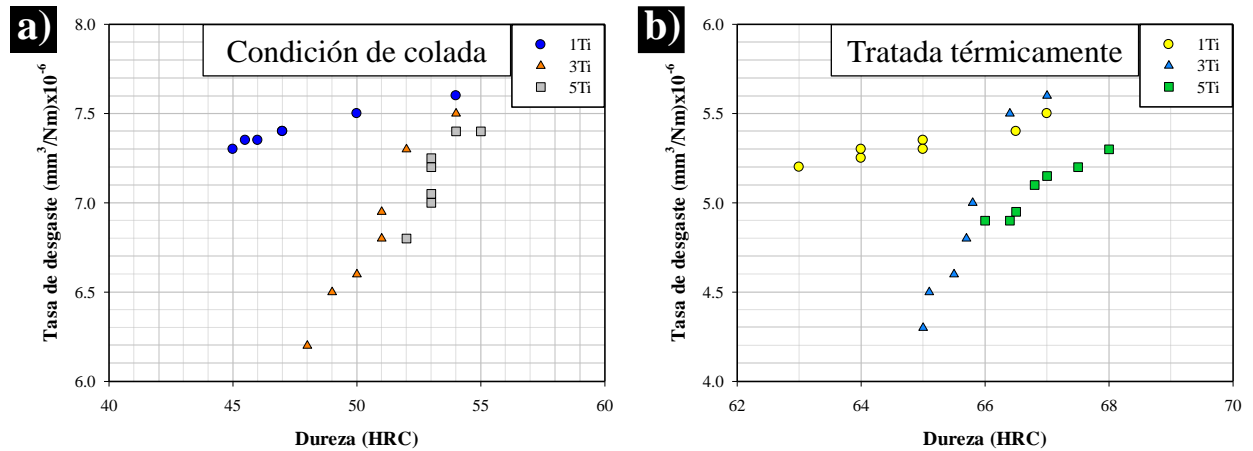 a)
Condición de colada
1Ti
3Ti
5Ti
8.0
7.5
7.0
6.5
6.0
Tasa de desgaste (mm³/Nm)x10⁻⁶
40
45
50
55
60
Dureza (HRC)
b)
Tratada térmicamente
1Ti
3Ti
5Ti
6.0
5.5
5.0
4.5
4.0
Tasa de desgaste (mm³/Nm)x10⁻⁶
62
64
66
68
70
Dureza (HRC)